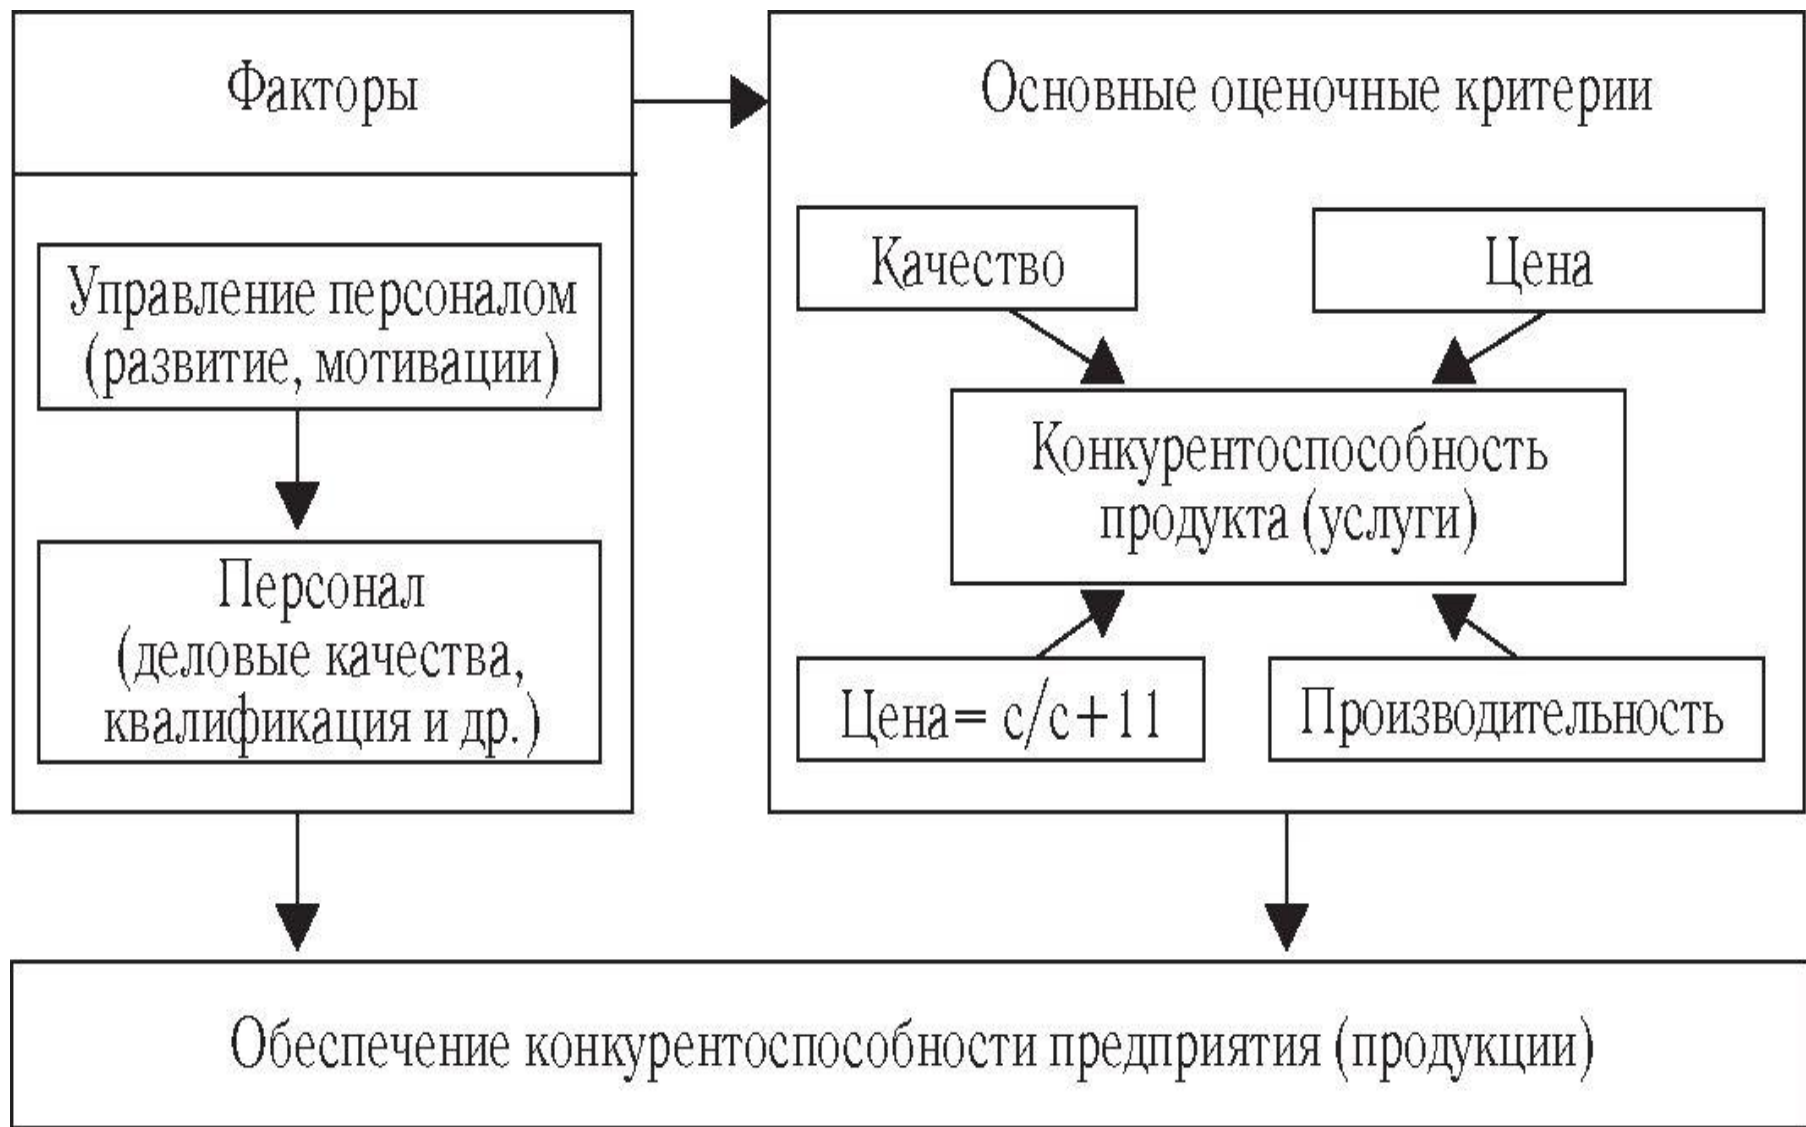 Факторы
Управление персоналом
(развитие, мотивации)
Персонал
(деловые качества,
квалификация и др.)
Основные оценочные критерии
Качество
Цена
Конкурентоспособность
продукта (услуги)
Цена= с/с+11
Производительность
Обеспечение конкурентоспособности предприятия (продукции)